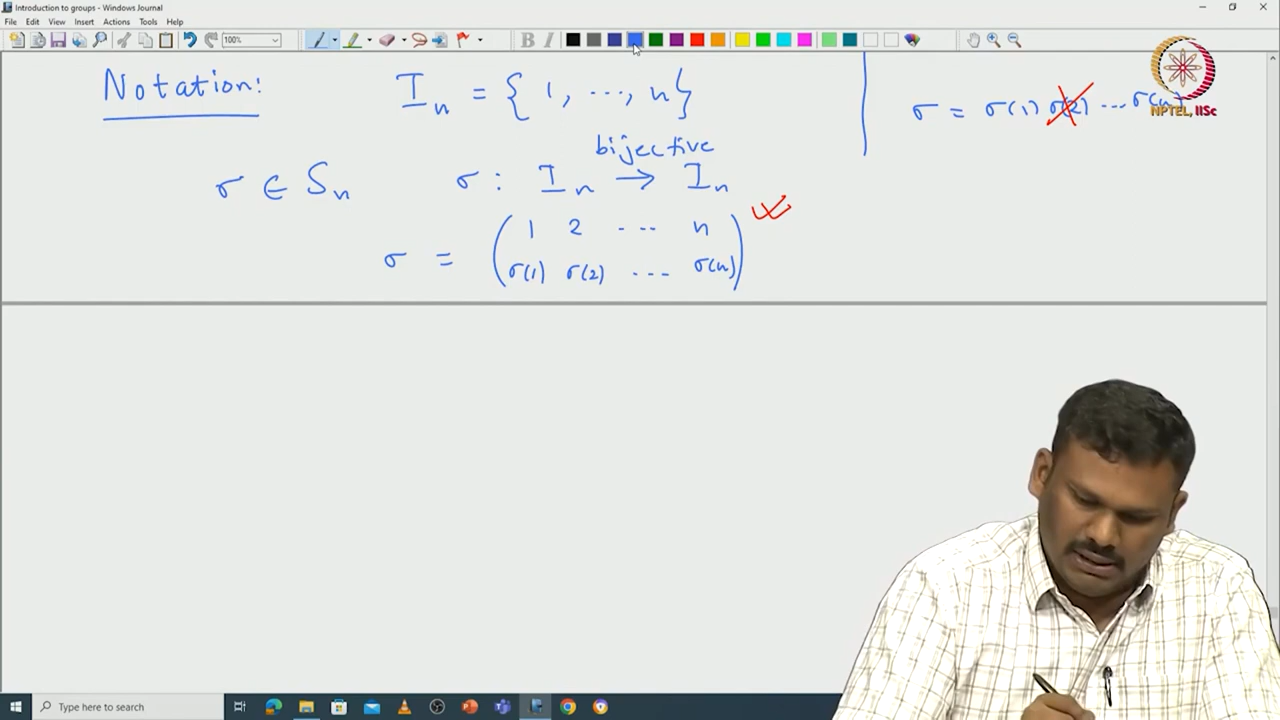 Introduction to groups - Windows Journal
File Edit View Insert Actions Tools Help
100%
B I
Notation: I_n = {1, ..., n}
σ = σ(1) σ(2) ... σ(n)
NPTEL, IISc
bijective
σ ∈ S_n σ : I_n → I_n
1 2 ... n
σ = (σ(1) σ(2) ... σ(n))
Type here to search